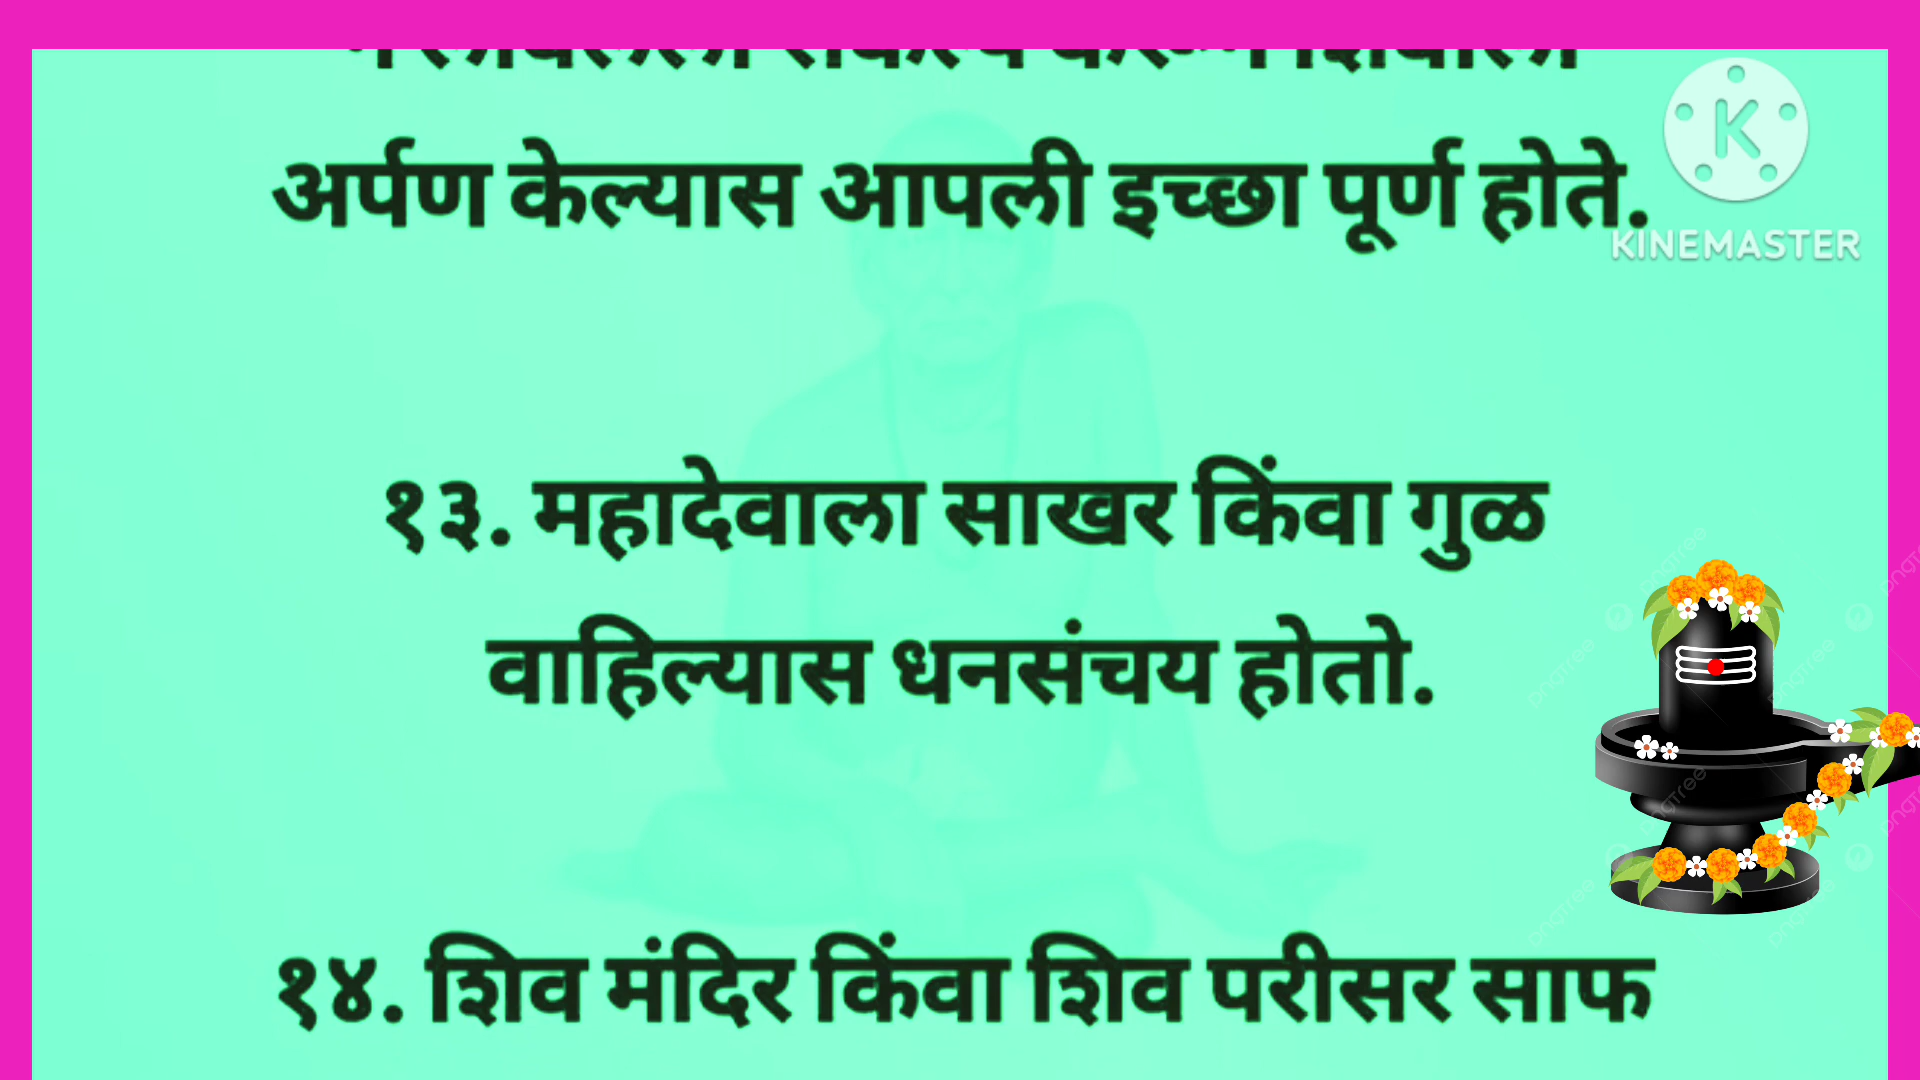 अर्पण केल्यास आपली इच्छा पूर्ण होते.
KINEMASTER
१३. महादेवाला साखर किंवा गुळ
वाहिल्यास धनसंचय होतो.
१४. शिव मंदिर किंवा शिव परीसर साफ